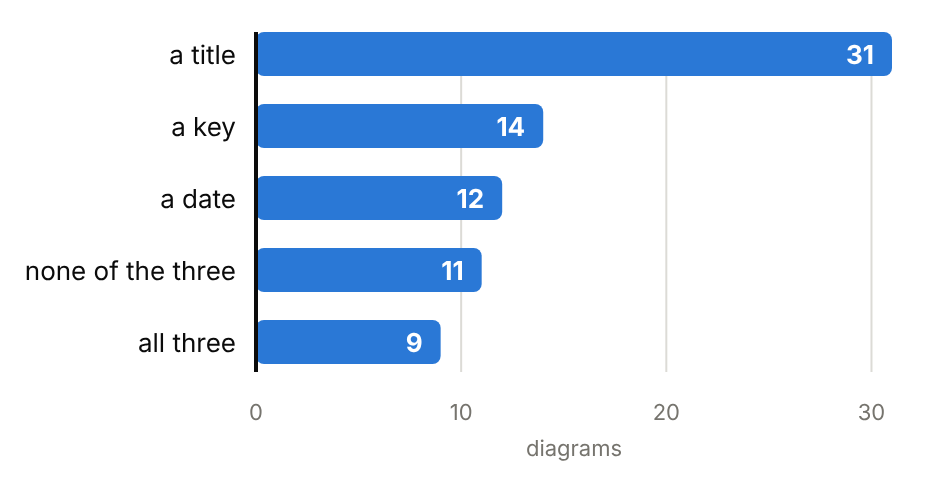 a title 31
a key 14
a date 12
none of the three 11
all three 9
0 10 20 30
diagrams